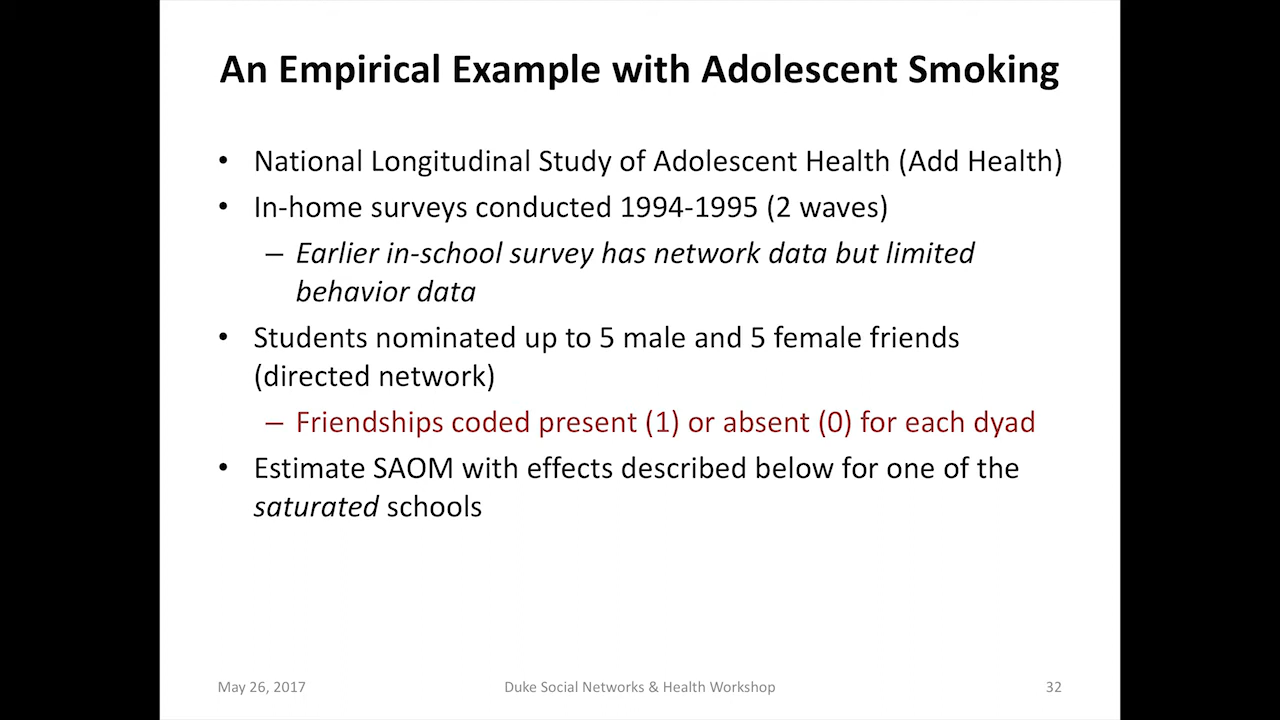 An Empirical Example with Adolescent Smoking
• National Longitudinal Study of Adolescent Health (Add Health)
• In-home surveys conducted 1994-1995 (2 waves)
– Earlier in-school survey has network data but limited
behavior data
• Students nominated up to 5 male and 5 female friends
(directed network)
– Friendships coded present (1) or absent (0) for each dyad
• Estimate SAOM with effects described below for one of the
saturated schools
May 26, 2017
Duke Social Networks & Health Workshop
32